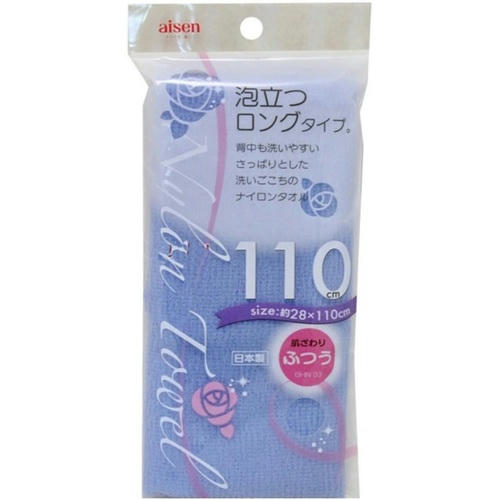 aisen
泡立つ
ロングタイプ。
背中も洗いやすい
さっぱりとした
洗いごこちの
ナイロンタオル
110cm
size:約28×110cm
肌ざわり
ふつう
日本製
Nylon Towel